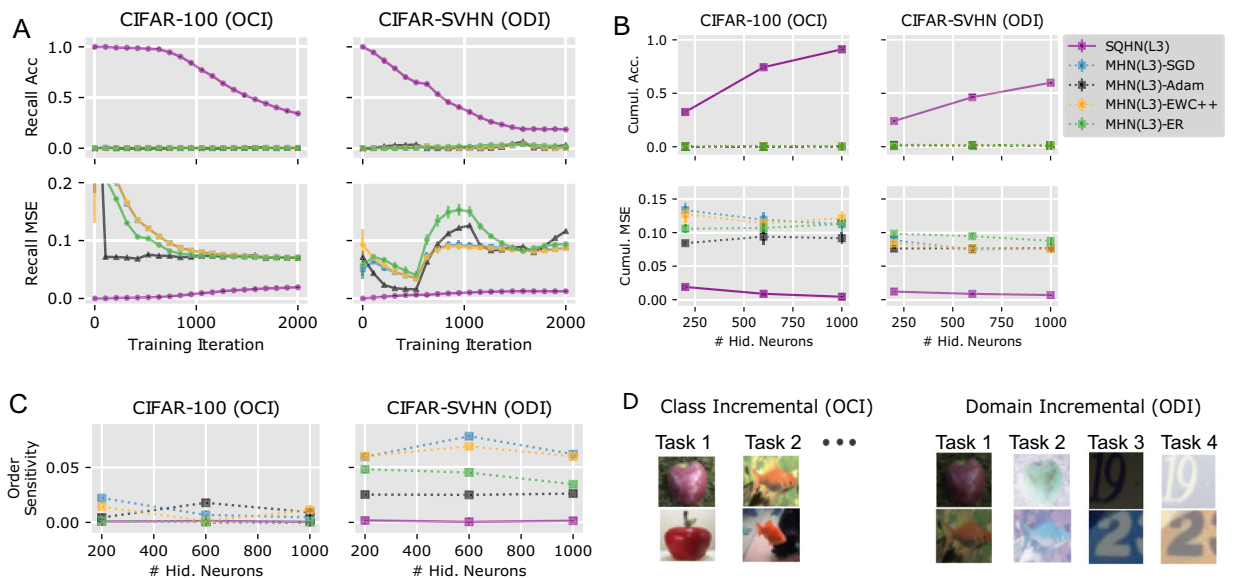 A
CIFAR-100 (OCI)
CIFAR-SVHN (ODI)
Recall Acc
1.0
0.5
0.0
Recall MSE
0.2
0.1
0.0
0
1000
2000
0
1000
2000
Training Iteration
Training Iteration
B
CIFAR-100 (OCI)
CIFAR-SVHN (ODI)
Cumul. Acc.
1.0
0.5
0.0
Cumul. MSE
0.15
0.10
0.05
0.00
250
500
750
1000
250
500
750
1000
# Hid. Neurons
# Hid. Neurons
SQHN(L3)
MHN(L3)-SGD
MHN(L3)-Adam
MHN(L3)-EWC++
MHN(L3)-ER
C
CIFAR-100 (OCI)
CIFAR-SVHN (ODI)
Order
Sensitivity
0.05
0.00
200
400
600
800
1000
200
400
600
800
1000
# Hid. Neurons
# Hid. Neurons
D
Class Incremental (OCI)
Task 1
Task 2
Domain Incremental (ODI)
Task 1
Task 2
Task 3
Task 4
19
19
2
2